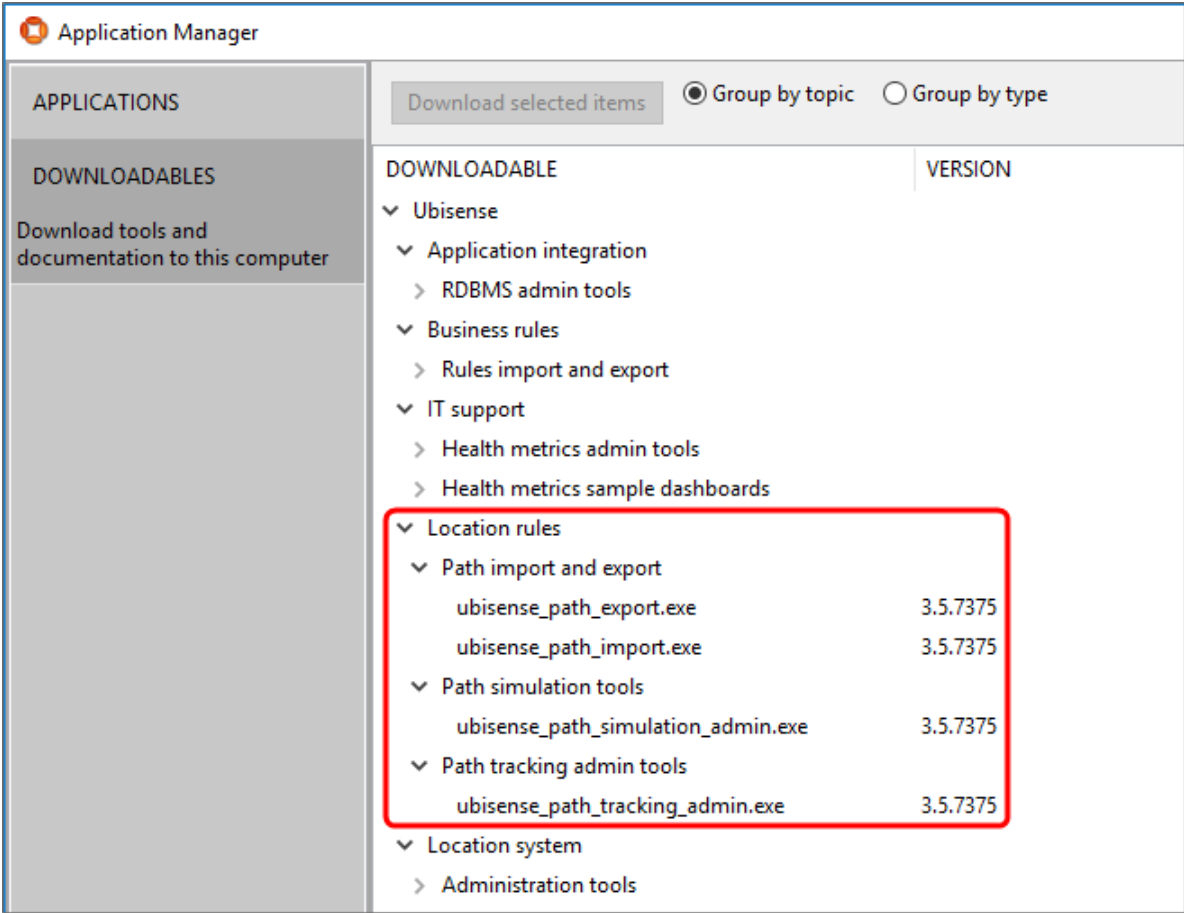 Application Manager
APPLICATIONS
DOWNLOADABLES
Download tools and
documentation to this computer
Download selected items
Group by topic
Group by type
DOWNLOADABLE VERSION
Ubisense
Application integration
RDBMS admin tools
Business rules
Rules import and export
IT support
Health metrics admin tools
Health metrics sample dashboards
Location rules
Path import and export
ubisense_path_export.exe 3.5.7375
ubisense_path_import.exe 3.5.7375
Path simulation tools
ubisense_path_simulation_admin.exe 3.5.7375
Path tracking admin tools
ubisense_path_tracking_admin.exe 3.5.7375
Location system
Administration tools